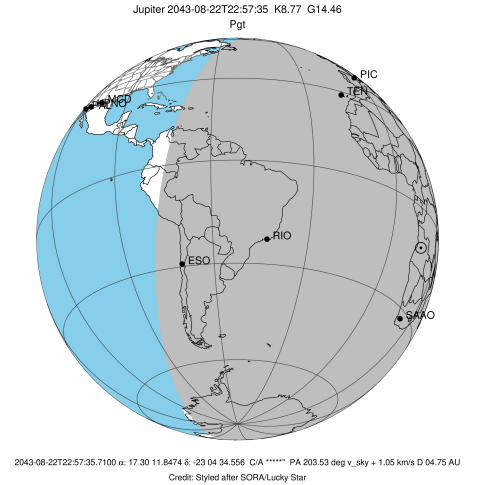 Jupiter 2043-08-22T22:57:35 K8.77 G14.46
Pgt
PIC
TEN
MCD
RIO
ESO
SAAO
2043-08-22T22:57:35.7100 α: 17 30 11.8474 δ: -23 04 34.556 C/A *****" PA 203.53 deg v_sky + 1.05 km/s D 04.75 AU
Credit: Styled after SORA/Lucky Star